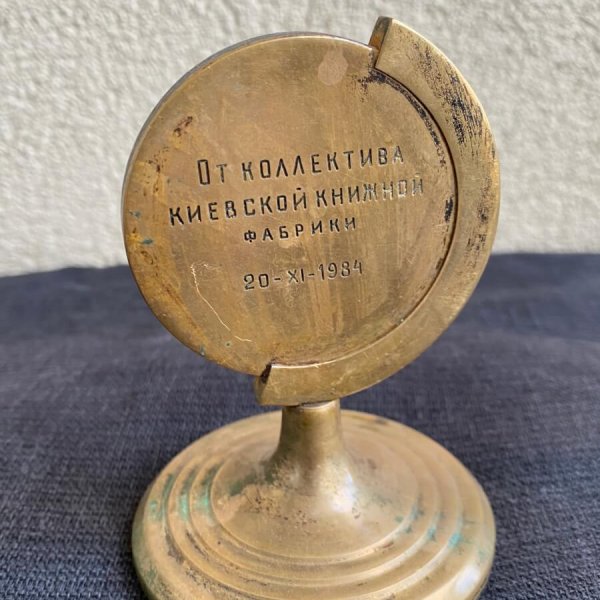 От коллектива
киевской книжной
фабрики
20-XI-1984